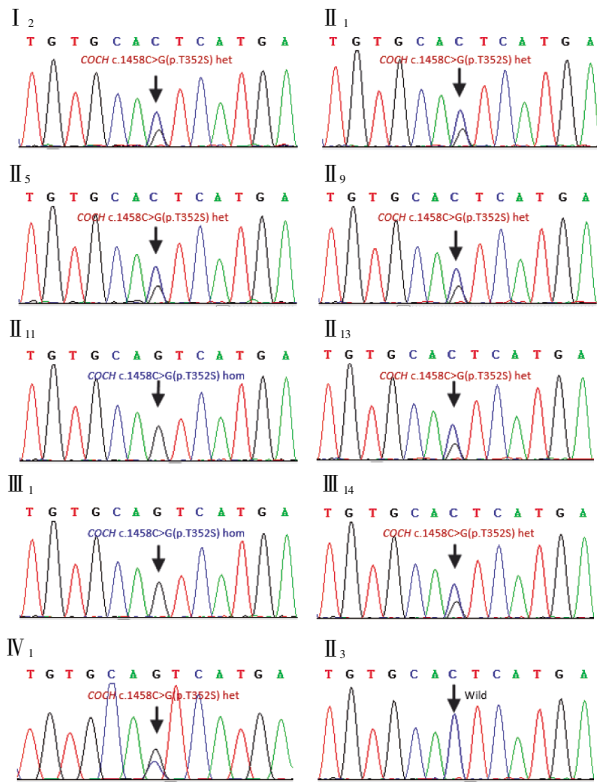 I 2
T G T G C A C T C A T G A
COCH c.1458C>G(p.T352S) het
II 1
T G T G C A C T C A T G A
COCH c.1458C>G(p.T352S) het
II 5
T G T G C A C T C A T G A
COCH c.1458C>G(p.T352S) het
II 9
T G T G C A C T C A T G A
COCH c.1458C>G(p.T352S) het
II 11
T G T G C A G T C A T G A
COCH c.1458C>G(p.T352S) hom
II 13
T G T G C A C T C A T G A
COCH c.1458C>G(p.T352S) het
III 1
T G T G C A G T C A T G A
COCH c.1458C>G(p.T352S) hom
III 14
T G T G C A C T C A T G A
COCH c.1458C>G(p.T352S) het
IV 1
T G T G C A G T C A T G A
COCH c.1458C>G(p.T352S) het
II 3
T G T G C A C T C A T G A
Wild